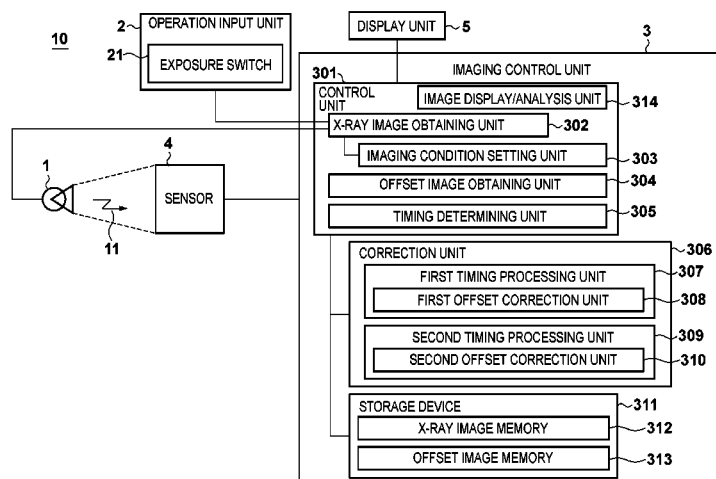 10
2
OPERATION INPUT UNIT
21
EXPOSURE SWITCH
DISPLAY UNIT
5
3
IMAGING CONTROL UNIT
301
CONTROL UNIT
IMAGE DISPLAY/ANALYSIS UNIT
314
X-RAY IMAGE OBTAINING UNIT
302
IMAGING CONDITION SETTING UNIT
303
OFFSET IMAGE OBTAINING UNIT
304
TIMING DETERMINING UNIT
305
1
11
4
SENSOR
306
CORRECTION UNIT
FIRST TIMING PROCESSING UNIT
307
FIRST OFFSET CORRECTION UNIT
308
SECOND TIMING PROCESSING UNIT
309
SECOND OFFSET CORRECTION UNIT
310
STORAGE DEVICE
311
X-RAY IMAGE MEMORY
312
OFFSET IMAGE MEMORY
313